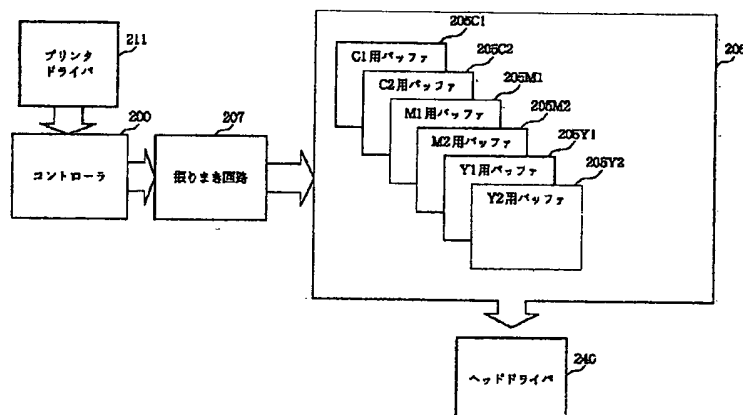 211
プリンタ
ドライバ
200
コントローラ
207
振りまき回路
205C1
C1用バッファ
205C2
C2用バッファ
205M1
M1用バッファ
205M2
M2用バッファ
205Y1
Y1用バッファ
205Y2
Y2用バッファ
205
240
ヘッドドライバ